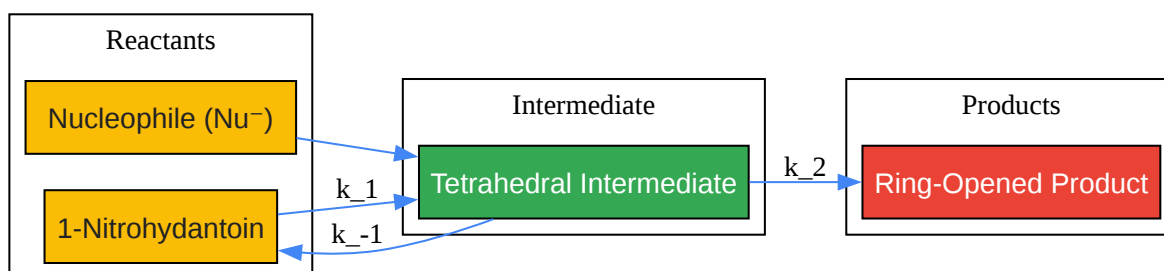 Reactants
Nucleophile (Nu⁻)
1-Nitrohydantoin
k_1
k_-1
Intermediate
Tetrahedral Intermediate
k_2
Products
Ring-Opened Product